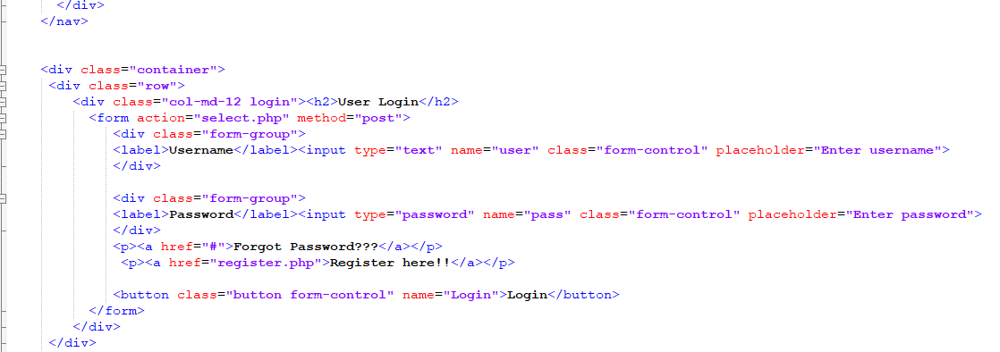 </div>
</nav>
<div class="container">
<div class="row">
<div class="col-md-12 login"><h2>User Login</h2>
<form action="select.php" method="post">
<div class="form-group">
<label>Username</label><input type="text" name="user" class="form-control" placeholder="Enter username">
</div>
<div class="form-group">
<label>Password</label><input type="password" name="pass" class="form-control" placeholder="Enter password">
</div>
<p><a href="#">Forgot Password???</a></p>
<p><a href="register.php">Register here!!</a></p>
<button class="button form-control" name="Login">Login</button>
</form>
</div>
</div>